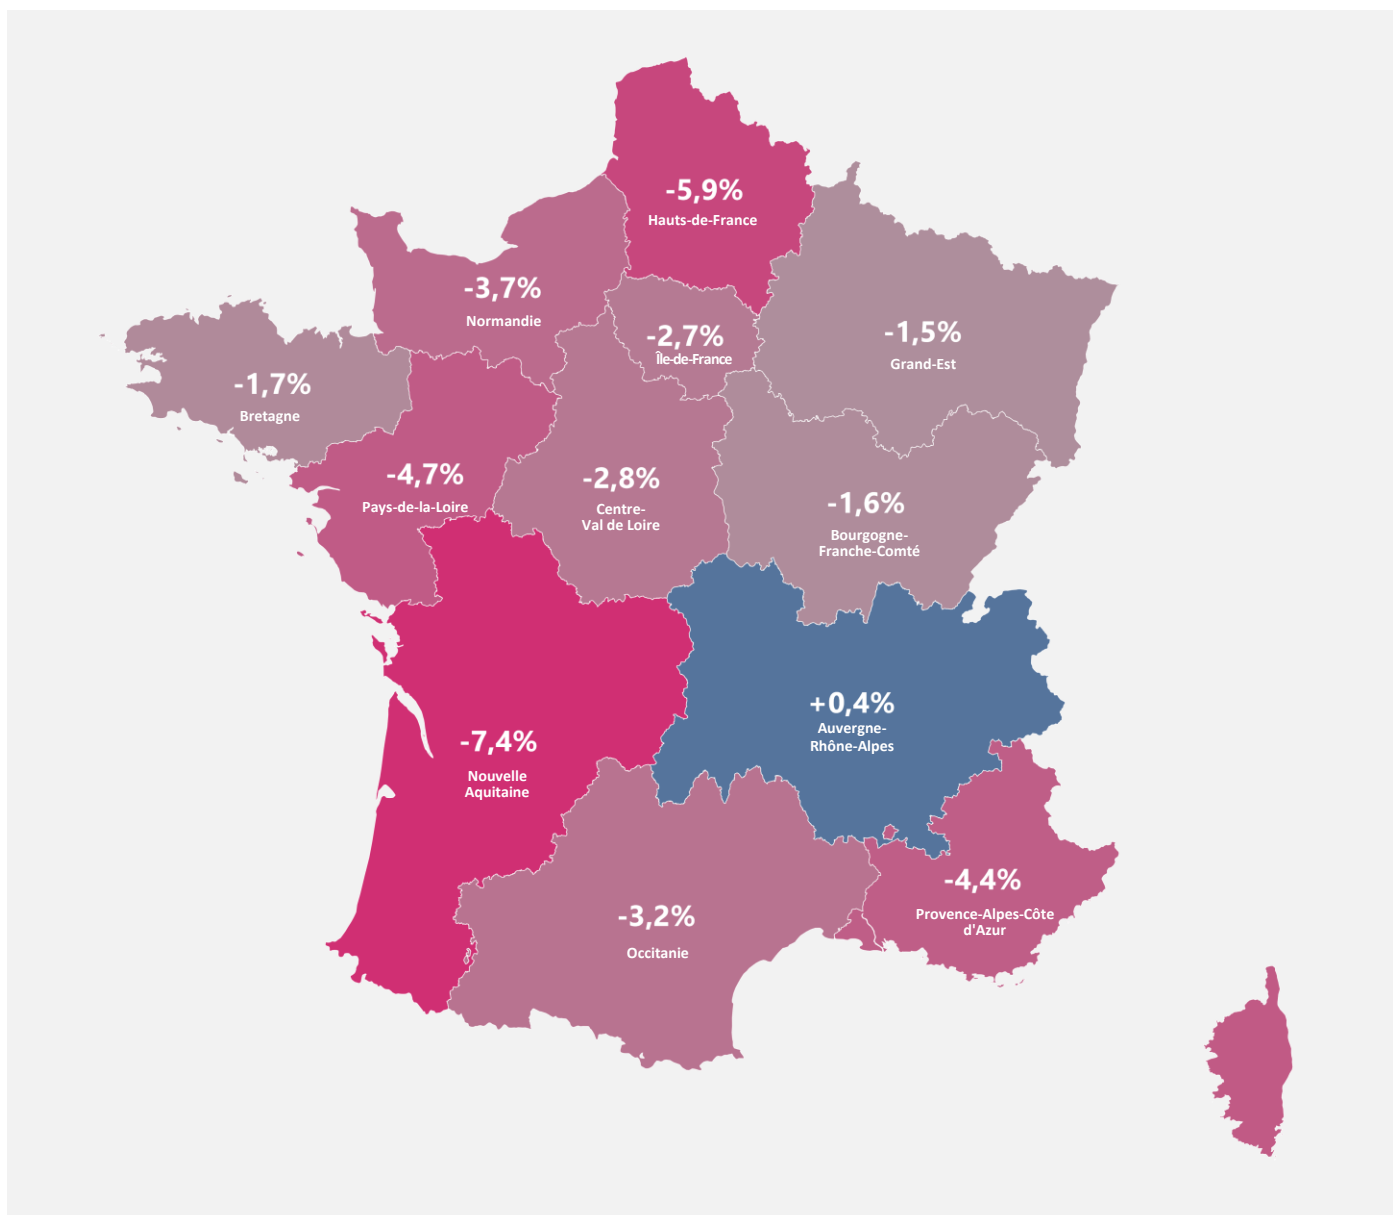 -5,9%
Hauts-de-France
-3,7%
Normandie
-2,7%
Île-de-France
-1,5%
Grand-Est
-1,7%
Bretagne
-4,7%
Pays-de-la-Loire
-2,8%
Centre-
Val de Loire
-1,6%
Bourgogne-
Franche-Comté
+0,4%
Auvergne-
Rhône-Alpes
-7,4%
Nouvelle
Aquitaine
-4,4%
Provence-Alpes-Côte
d'Azur
-3,2%
Occitanie